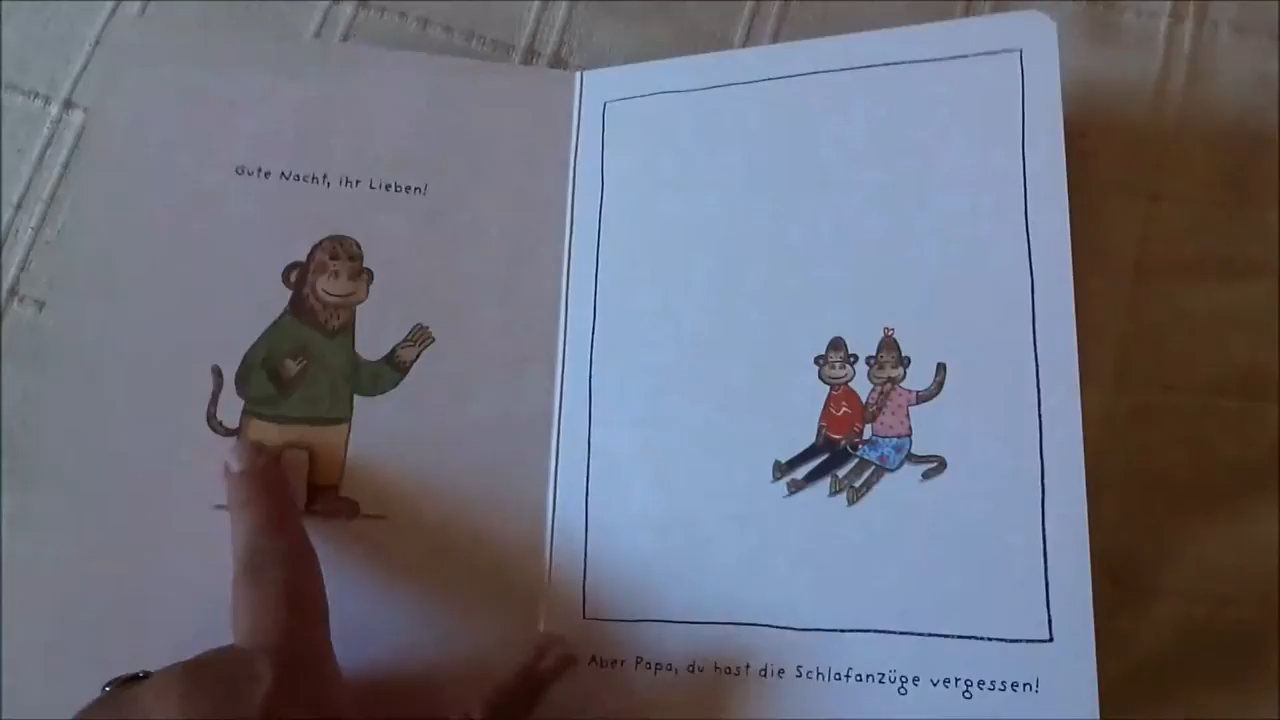 Gute Nacht, ihr Lieben!
Aber Papa, du hast die Schlafanzüge vergessen!